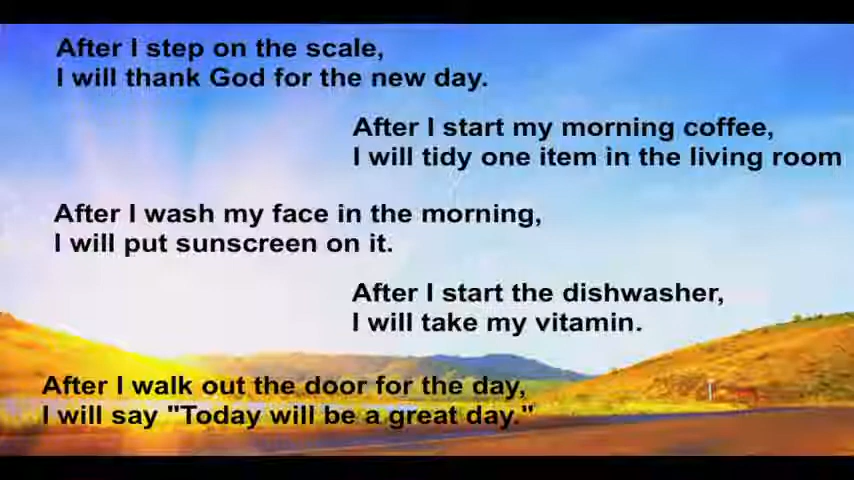 After I step on the scale,
I will thank God for the new day.
After I start my morning coffee,
I will tidy one item in the living room
After I wash my face in the morning,
I will put sunscreen on it.
After I start the dishwasher,
I will take my vitamin.
After I walk out the door for the day,
I will say "Today will be a great day."